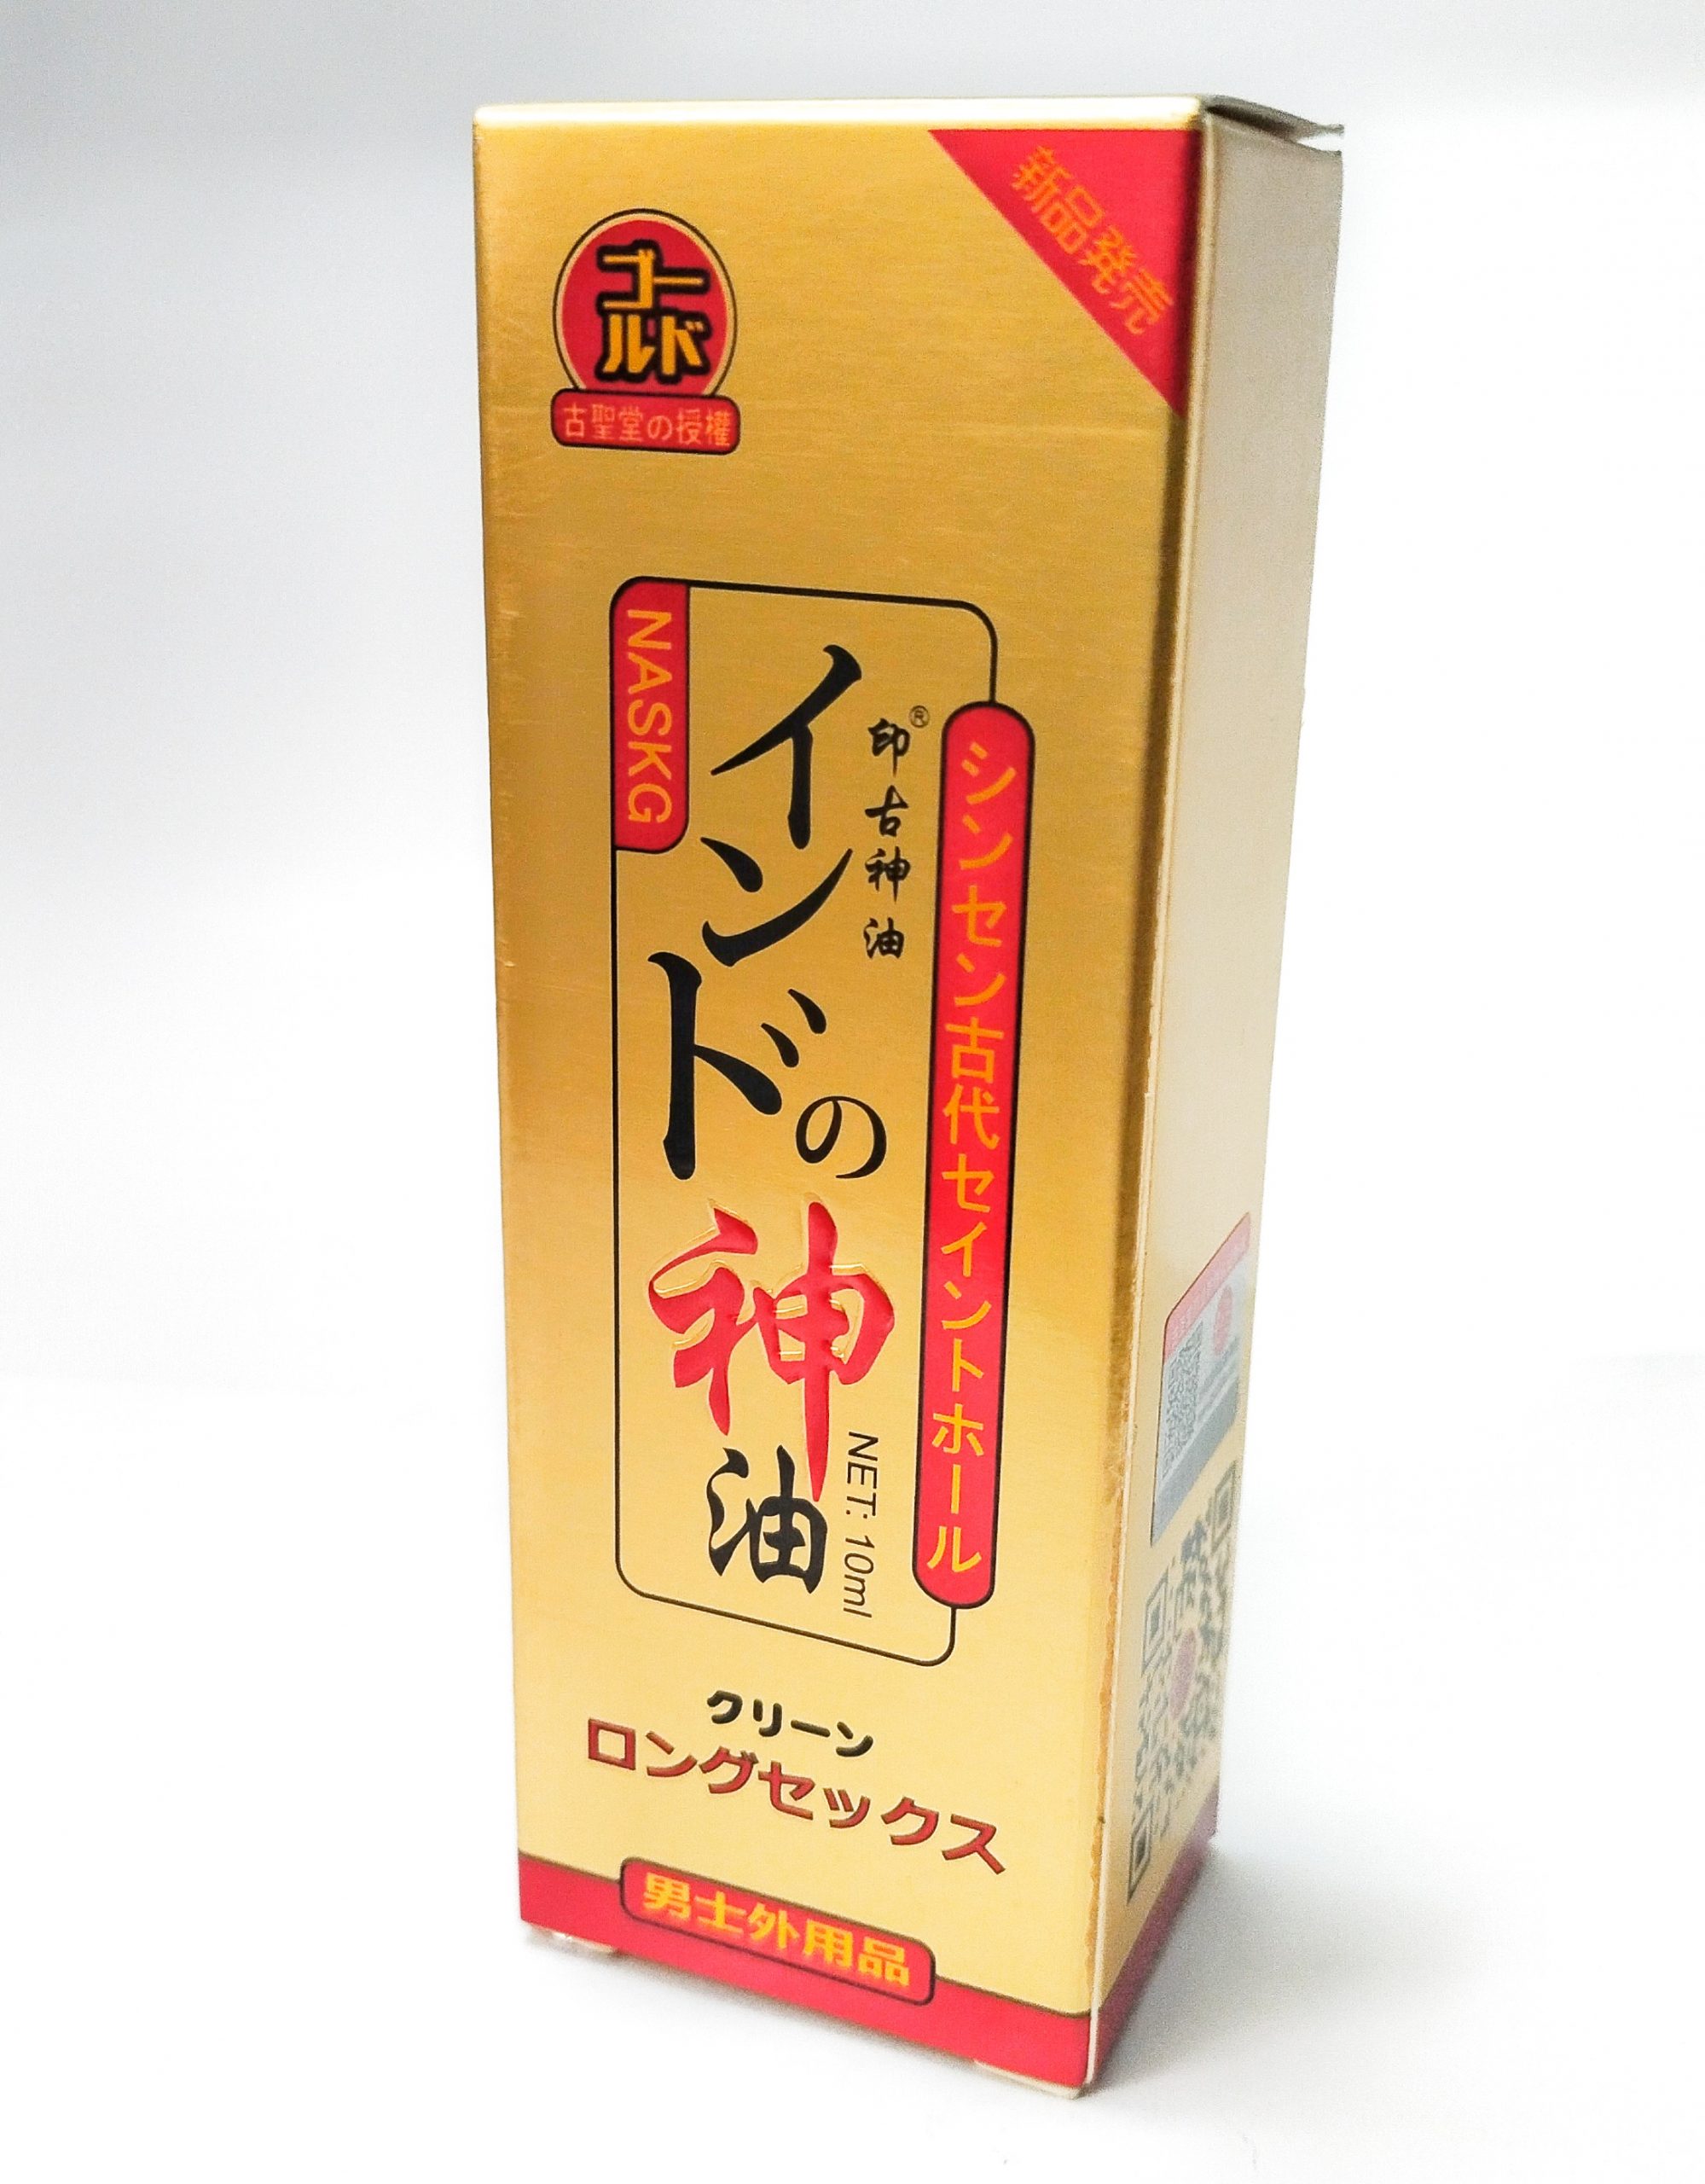 新品発売
ゴー
ルド
古聖堂の授權
NASKG
インドの神油
印古神油
®
シンセン古代セイントホール
NET: 10ml
クリーン
ロングセックス
男士外用品